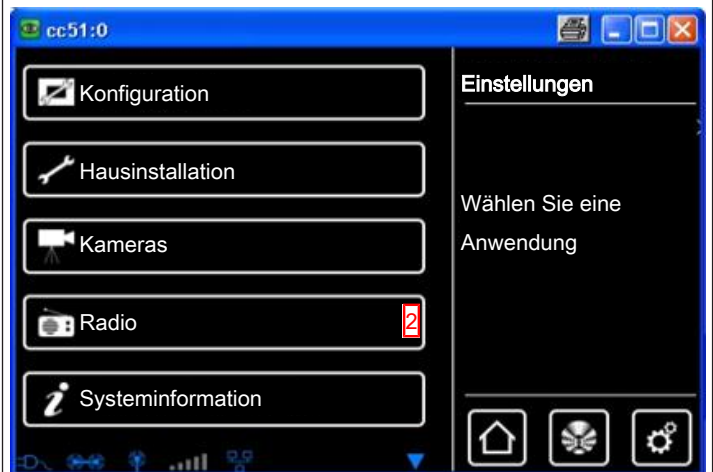 cc51:0
Konfiguration
Hausinstallation
Kameras
Radio 2
Systeminformation
Einstellungen
Wählen Sie eine
Anwendung